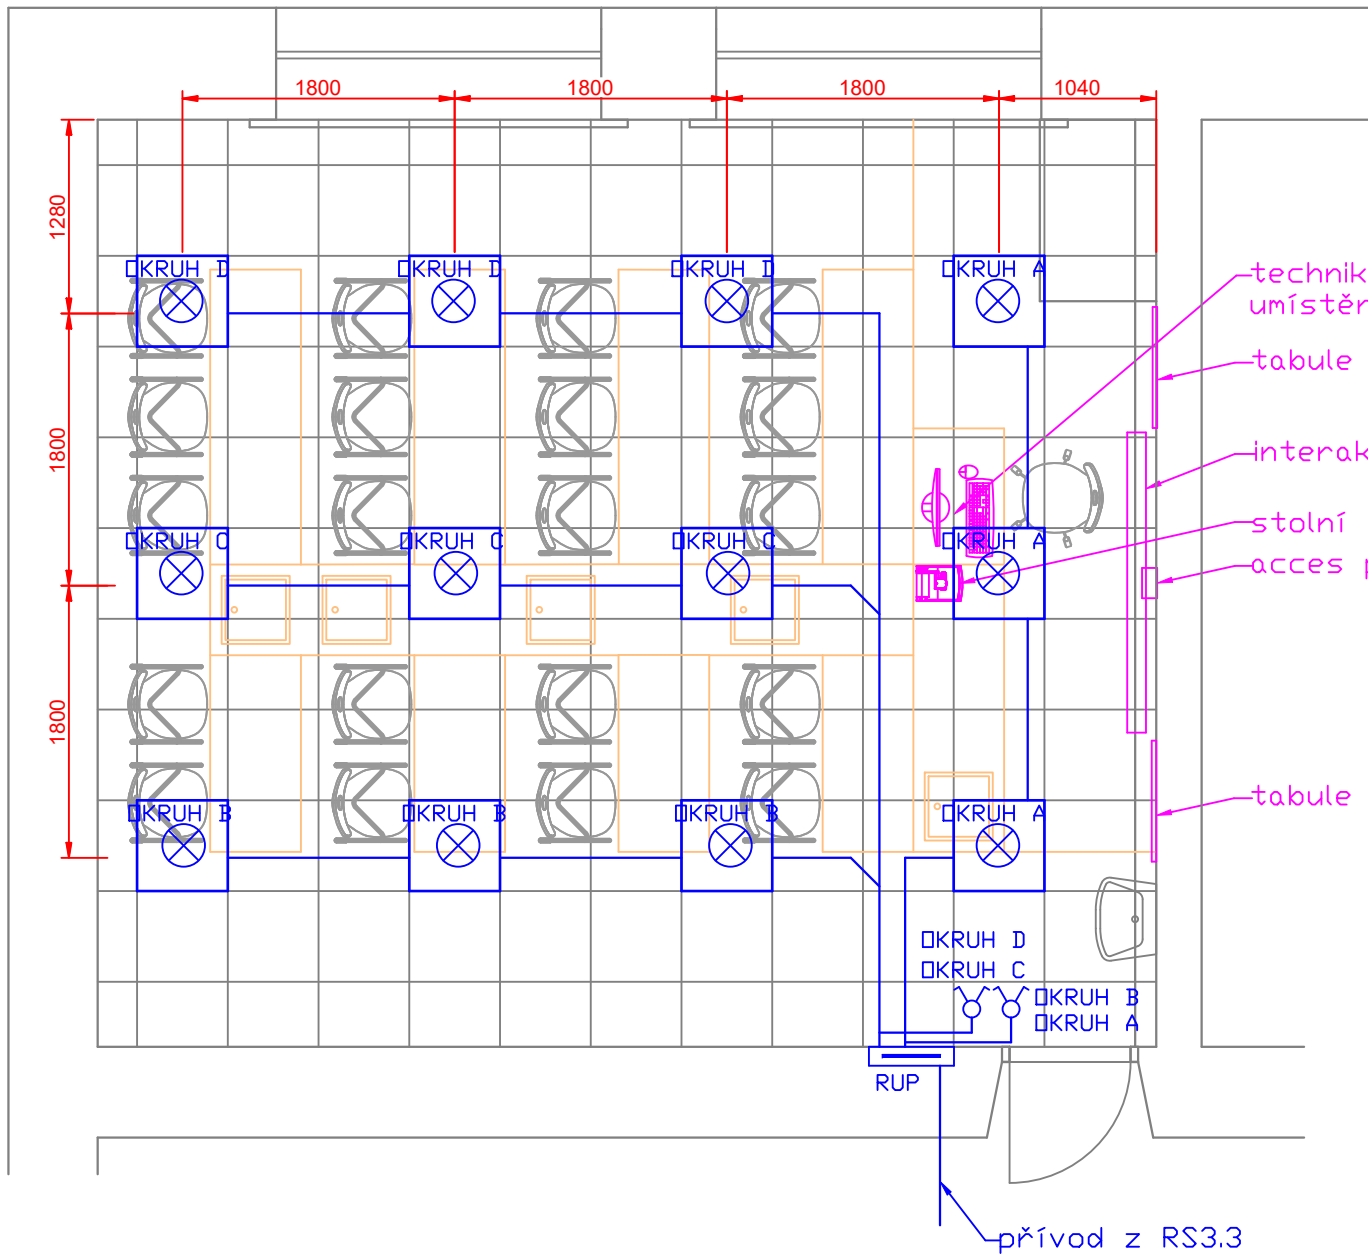 1800 1800 1800 1040
1280
OKRUH D OKRUH D OKRUH D OKRUH A
technik
umístěn
tabule
1800
interak
stolní
OKRUH C OKRUH C OKRUH C OKRUH A
acces p
1800
tabule
OKRUH B OKRUH B OKRUH B OKRUH A
OKRUH D
OKRUH C
OKRUH B
OKRUH A
RUP
přívod z RS3.3